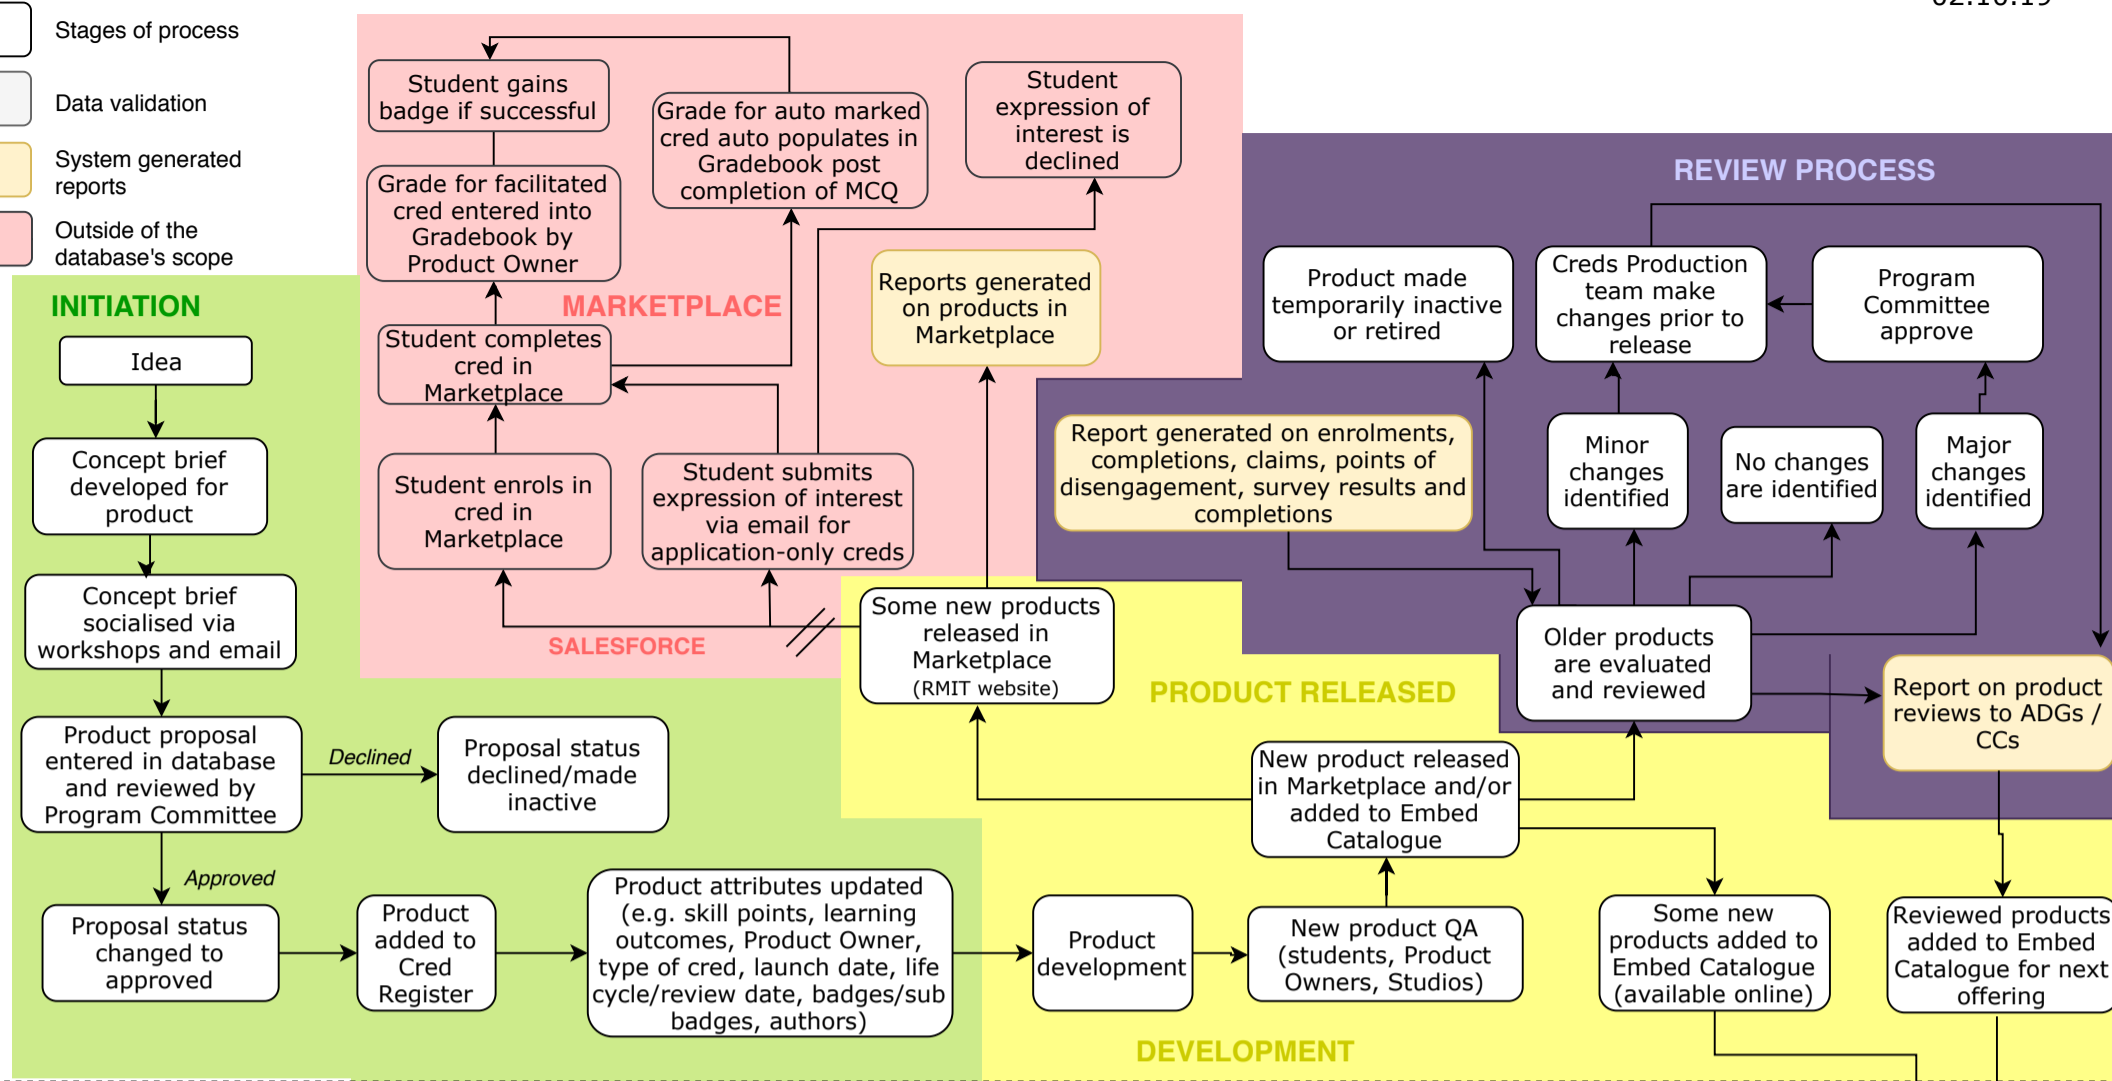 02.10.19
Stages of process
Data validation
System generated
reports
Outside of the
database's scope
INITIATION
Idea
Concept brief
developed for
product
Concept brief
socialised via
workshops and email
Product proposal
entered in database
and reviewed by
Program Committee
Declined
Proposal status
declined/made
inactive
Approved
Proposal status
changed to
approved
Product
added to
Cred
Register
Product attributes updated
(e.g. skill points, learning
outcomes, Product Owner,
type of cred, launch date, life
cycle/review date, badges/sub
badges, authors)
MARKETPLACE
Student gains
badge if successful
Grade for auto marked
cred auto populates in
Gradebook post
completion of MCQ
Student
expression of
interest is
declined
Grade for facilitated
cred entered into
Gradebook by
Product Owner
Reports generated
on products in
Marketplace
Student completes
cred in
Marketplace
Student enrols in
cred in
Marketplace
Student submits
expression of interest
via email for
application-only creds
SALESFORCE
REVIEW PROCESS
Product made
temporarily inactive
or retired
Creds Production
team make
changes prior to
release
Program
Committee
approve
Report generated on enrolments,
completions, claims, points of
disengagement, survey results and
completions
Minor
changes
identified
No changes
are identified
Major
changes
identified
Older products
are evaluated
and reviewed
Report on product
reviews to ADGs /
CCs
Some new products
released in
Marketplace
(RMIT website)
PRODUCT RELEASED
New product released
in Marketplace and/or
added to Embed
Catalogue
Product
development
New product QA
(students, Product
Owners, Studios)
Some new
products added to
Embed Catalogue
(available online)
Reviewed products
added to Embed
Catalogue for next
offering
DEVELOPMENT